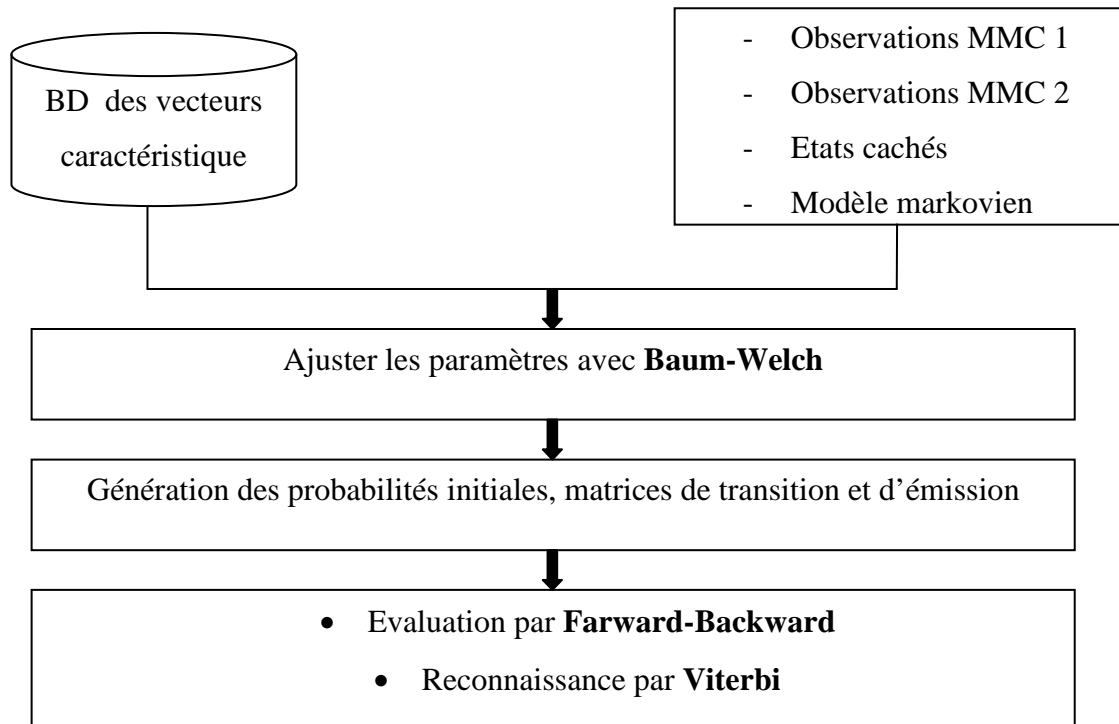 BD des vecteurs
caractéristique
- Observations MMC 1
- Observations MMC 2
- Etats cachés
- Modèle markovien
Ajuster les paramètres avec Baum-Welch
Génération des probabilités initiales, matrices de transition et d’émission
• Evaluation par Farward-Backward
• Reconnaissance par Viterbi